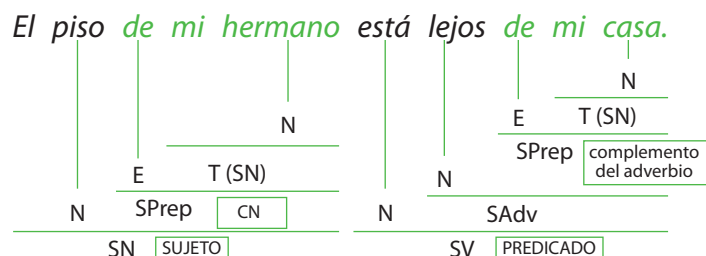 El piso de mi hermano está lejos de mi casa.
N
N
E T (SN)
E T (SN)
SPrep complemento
del adverbio
N
N SPrep CN
N SAdv
SN SUJETO
SV PREDICADO